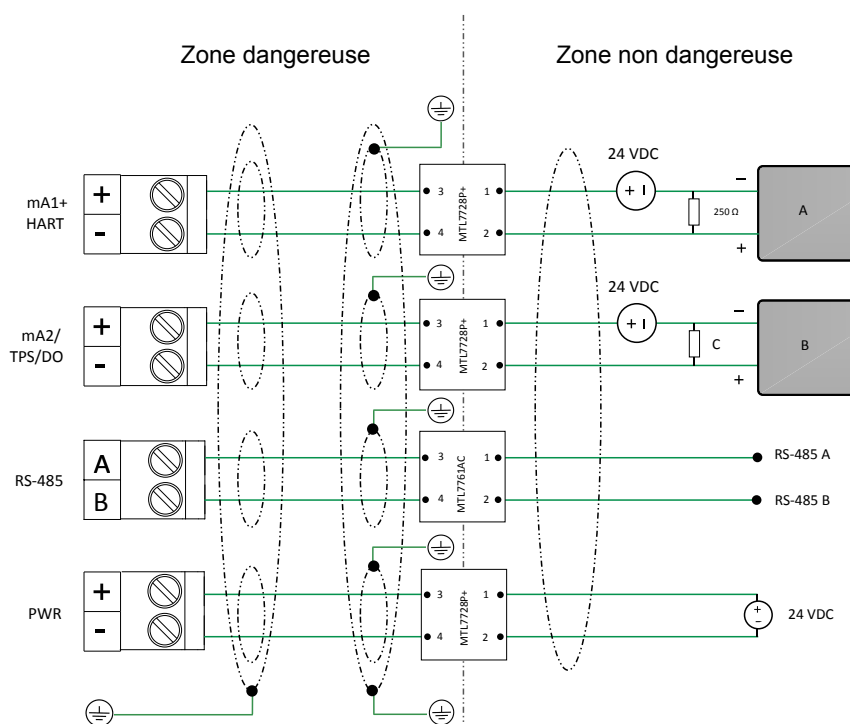 Zone dangereuse
Zone non dangereuse
mA1+
HART
+
-
3
4
MTL7728P+
1
2
24 VDC
+ I
250 Ω
-
+
A
mA2/
TPS/DO
+
-
3
4
MTL7728P+
1
2
24 VDC
+ I
C
-
+
B
RS-485
A
B
3
4
MTL7761AC
1
2
RS-485 A
RS-485 B
PWR
+
-
3
4
MTL7728P+
1
2
+
-
24 VDC